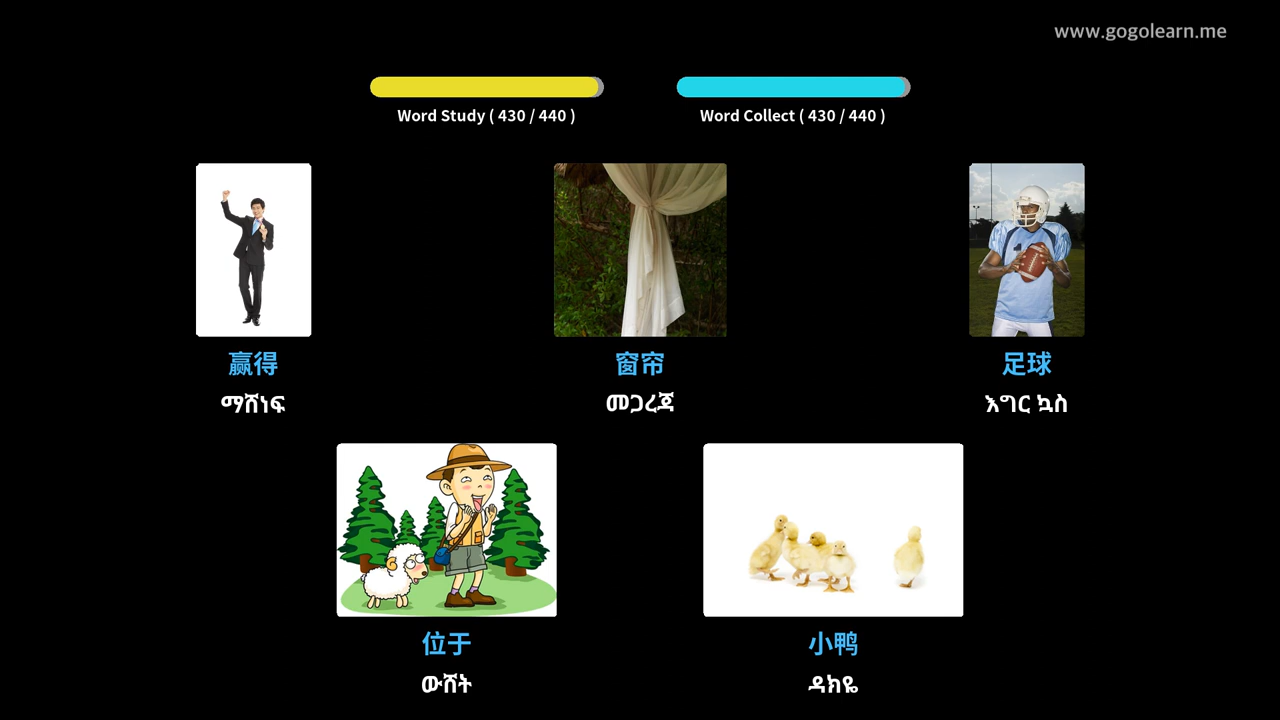 www.gogolearn.me
Word Study ( 430 / 440 )
Word Collect ( 430 / 440 )
赢得
ማሸነፍ
窗帘
መጋረጃ
足球
እግር ኳስ
位于
ውሸት
小鸭
ዳክዬ